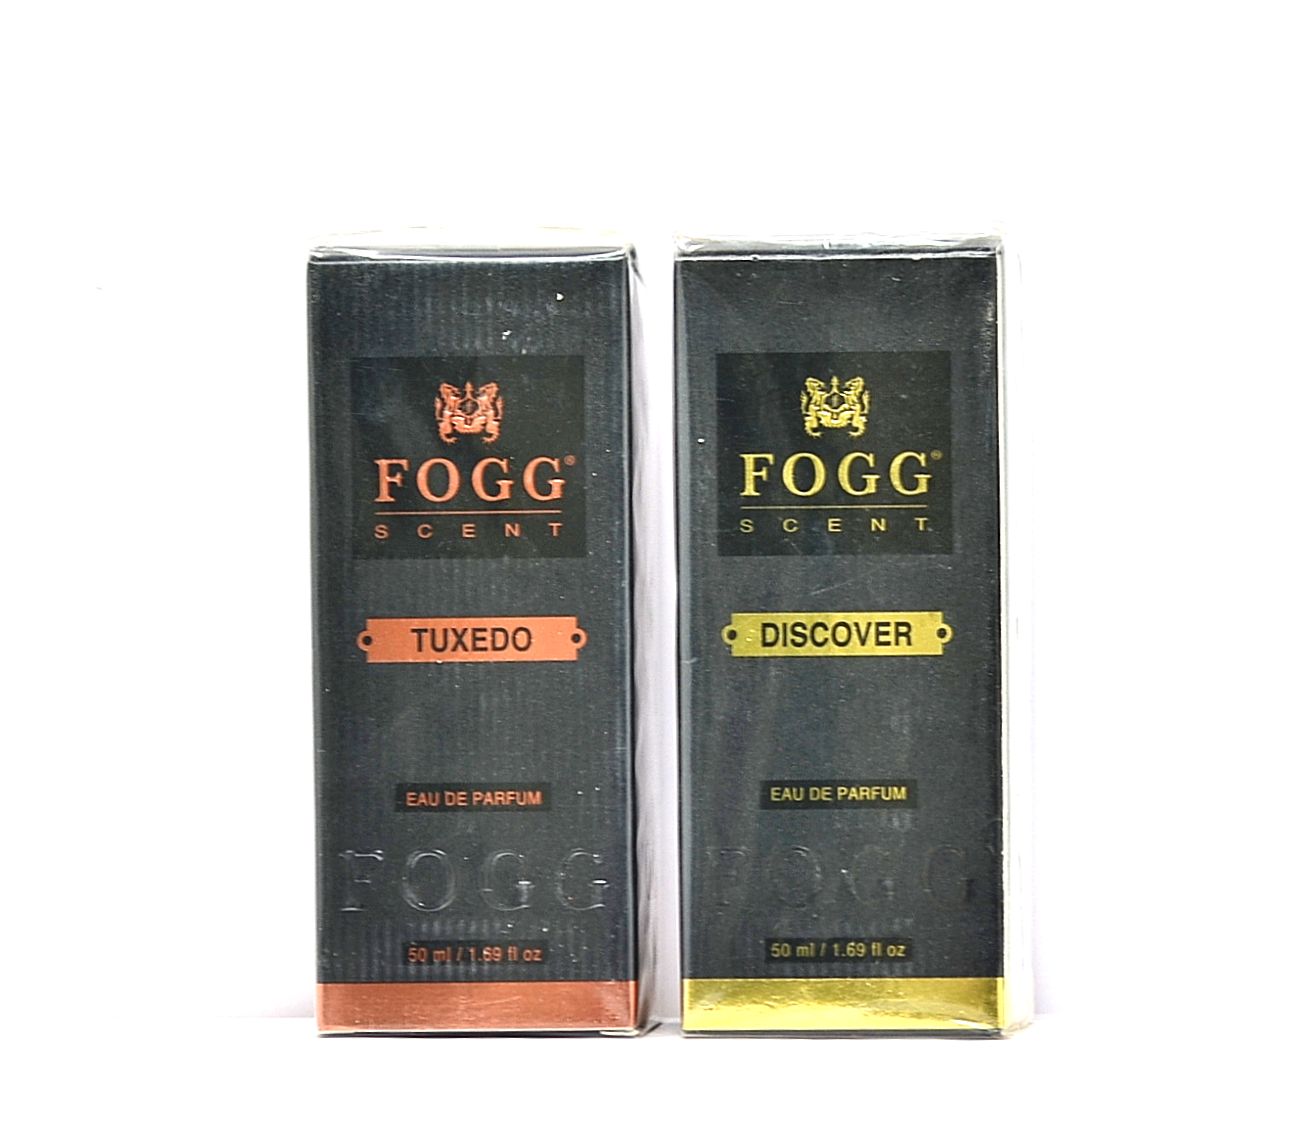 FOGG®
SCENT
TUXEDO
EAU DE PARFUM
FOGG
50 ml / 1.69 fl oz
FOGG®
SCENT
DISCOVER
EAU DE PARFUM
FOGG
50 ml / 1.69 fl oz